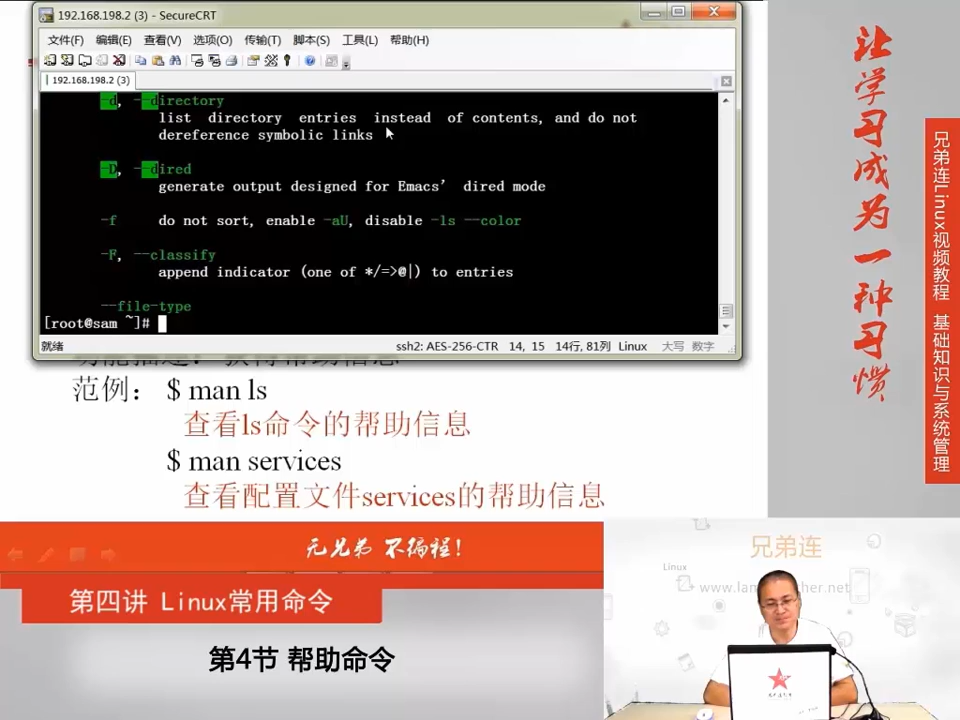 192.168.198.2 (3) - SecureCRT
文件(F) 编辑(E) 查看(V) 选项(O) 传输(T) 脚本(S) 工具(L) 帮助(H)
192.168.198.2 (3)
-d, --directory
list directory entries instead of contents, and do not
dereference symbolic links
-D, --dired
generate output designed for Emacs’ dired mode
-f do not sort, enable -aU, disable -ls --color
-F, --classify
append indicator (one of */=>@|) to entries
--file-type
[root@sam ~]#
就绪 ssh2: AES-256-CTR 14, 15 14行, 81列 Linux 大写 数字
范例： $ man ls
查看ls命令的帮助信息
$ man services
查看配置文件services的帮助信息
无兄弟 不编程！
第四讲 Linux常用命令
第4节 帮助命令
让学习成为一种习惯
兄弟连Linux视频教程 基础知识与系统管理
兄弟连
Linux